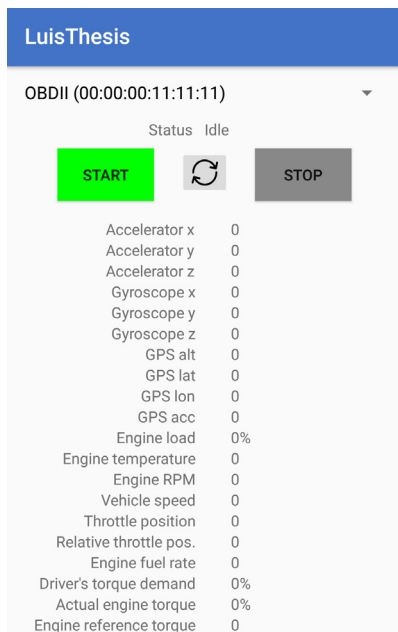 LuisThesis
OBDII (00:00:00:11:11:11)
Status Idle
START STOP
Accelerator x 0
Accelerator y 0
Accelerator z 0
Gyroscope x 0
Gyroscope y 0
Gyroscope z 0
GPS alt 0
GPS lat 0
GPS lon 0
GPS acc 0
Engine load 0%
Engine temperature 0
Engine RPM 0
Vehicle speed 0
Throttle position 0
Relative throttle pos. 0
Engine fuel rate 0
Driver's torque demand 0%
Actual engine torque 0%
Engine reference torque 0